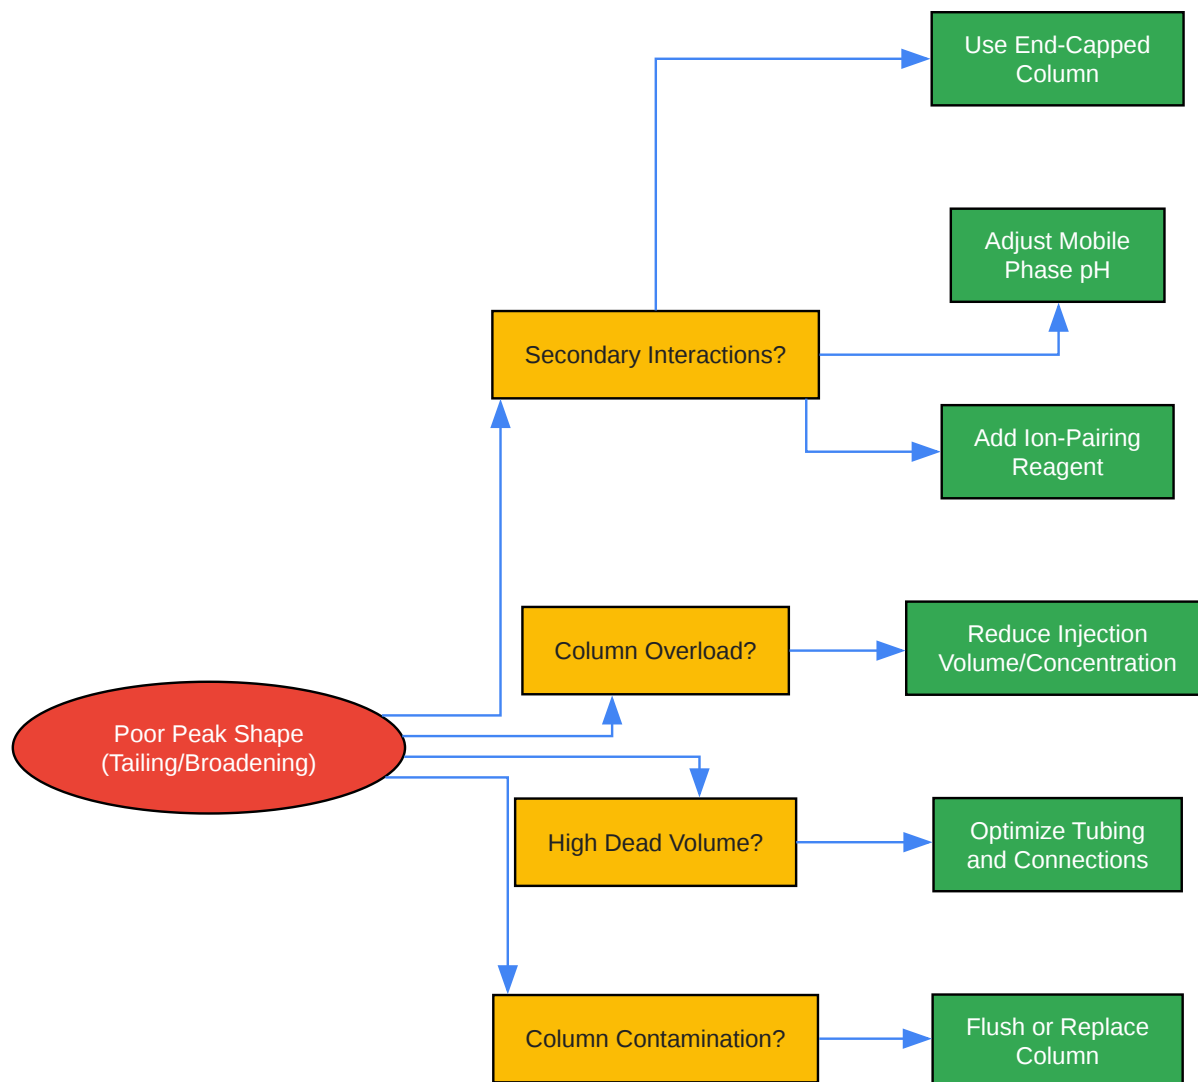 Use End-Capped
Column
Adjust Mobile
Phase pH
Secondary Interactions?
Add Ion-Pairing
Reagent
Column Overload?
Reduce Injection
Volume/Concentration
Poor Peak Shape
(Tailing/Broadening)
High Dead Volume?
Optimize Tubing
and Connections
Column Contamination?
Flush or Replace
Column